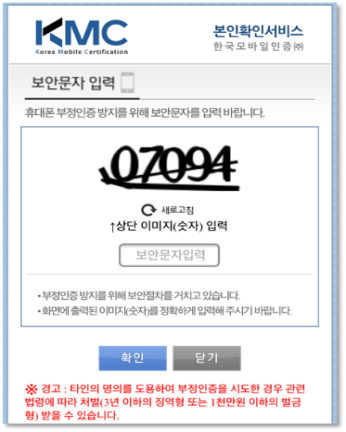 KMC
Korea Mobile Certification
본인확인서비스
한국모바일인증㈜
보안문자 입력
휴대폰 부정인증 방지를 위해 보안문자를 입력 바랍니다.
07094
새로고침
↑상단 이미지(숫자) 입력
보안문자입력
• 부정인증 방지를 위해 보안절차를 거치고 있습니다.
• 화면에 출력된 이미지(숫자)를 정확하게 입력해 주시기 바랍니다.
확인
닫기
※ 경고 : 타인의 명의를 도용하여 부정인증을 시도한 경우 관련
법령에 따라 처벌(3년 이하의 징역형 또는 1천만원 이하의 벌금
형) 받을 수 있습니다.